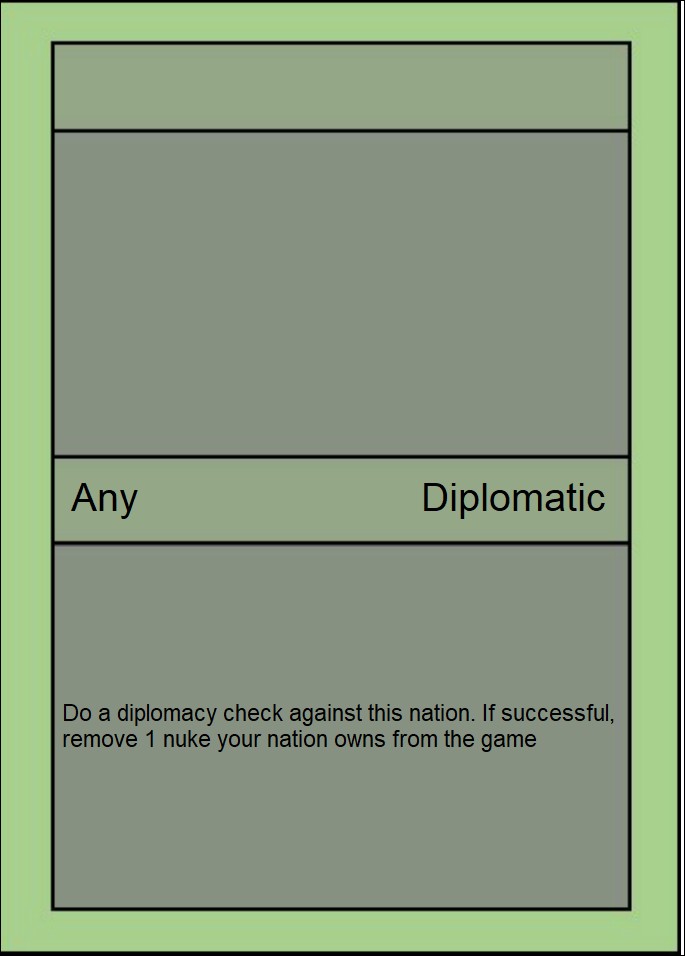 Any Diplomatic
Do a diplomacy check against this nation. If successful,
remove 1 nuke your nation owns from the game